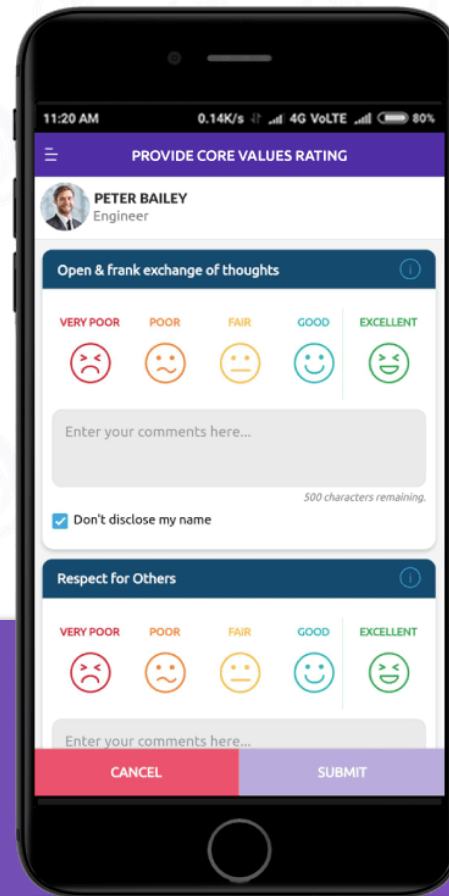 11:20 AM 0.14K/s 4G VoLTE 80%
PROVIDE CORE VALUES RATING
PETER BAILEY
Engineer
Open & frank exchange of thoughts
VERY POOR POOR FAIR GOOD EXCELLENT
Enter your comments here...
500 characters remaining.
Don't disclose my name
Respect for Others
VERY POOR POOR FAIR GOOD EXCELLENT
Enter your comments here...
CANCEL SUBMIT